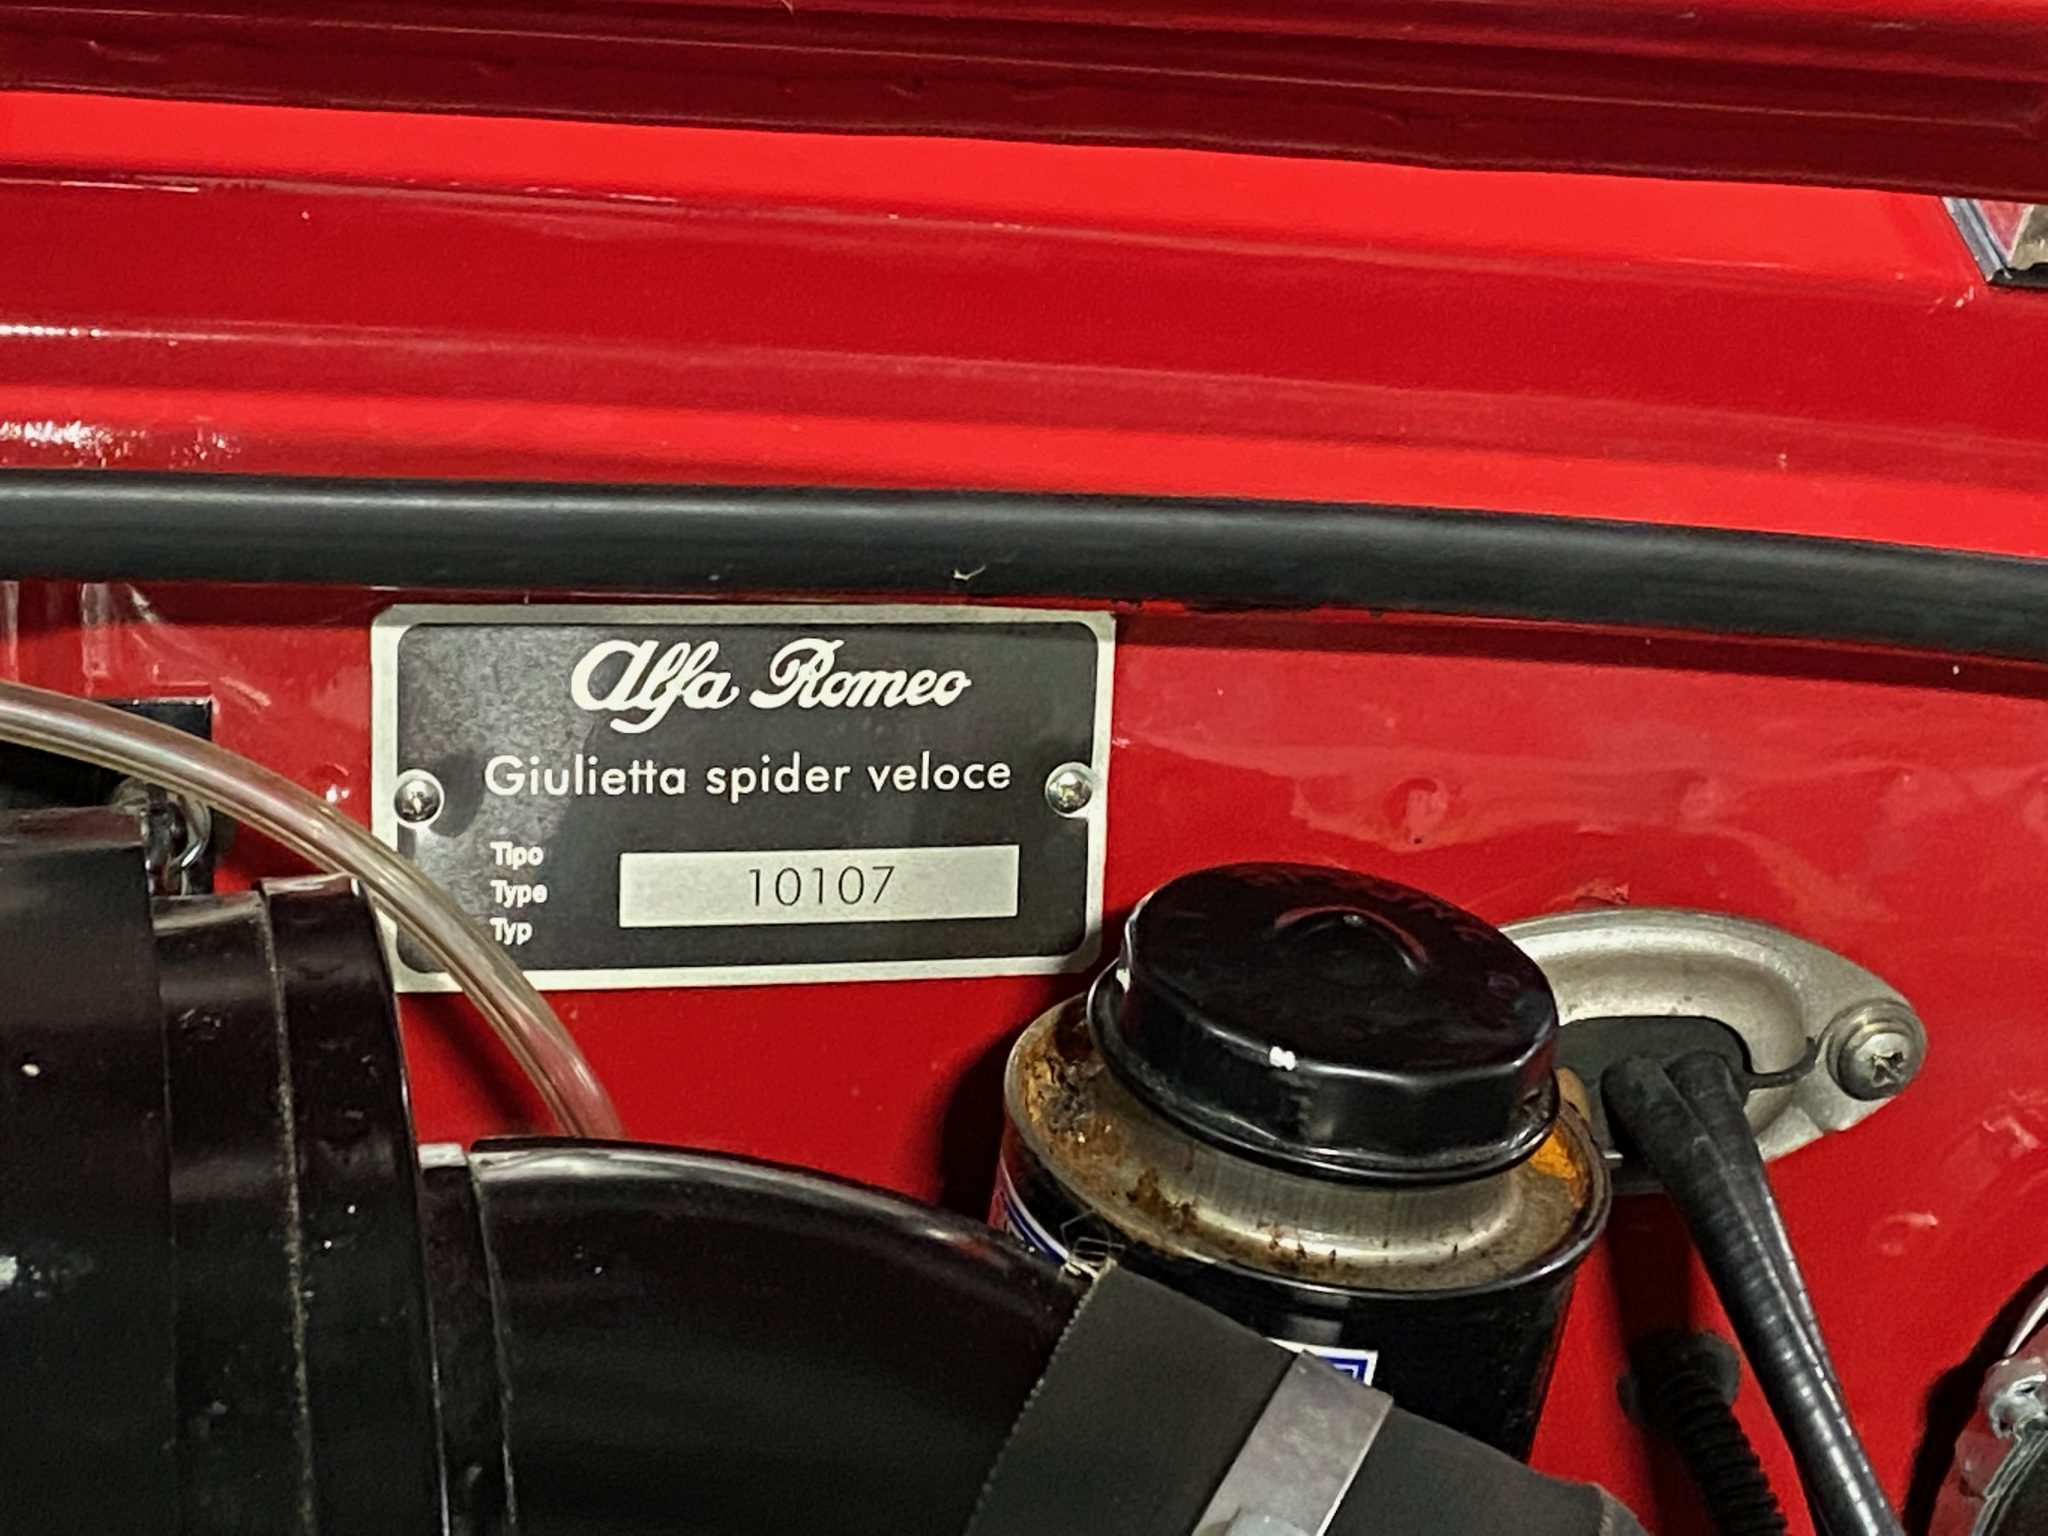 Alfa Romeo
Giulietta spider veloce
Tipo
Type
Typ
10107